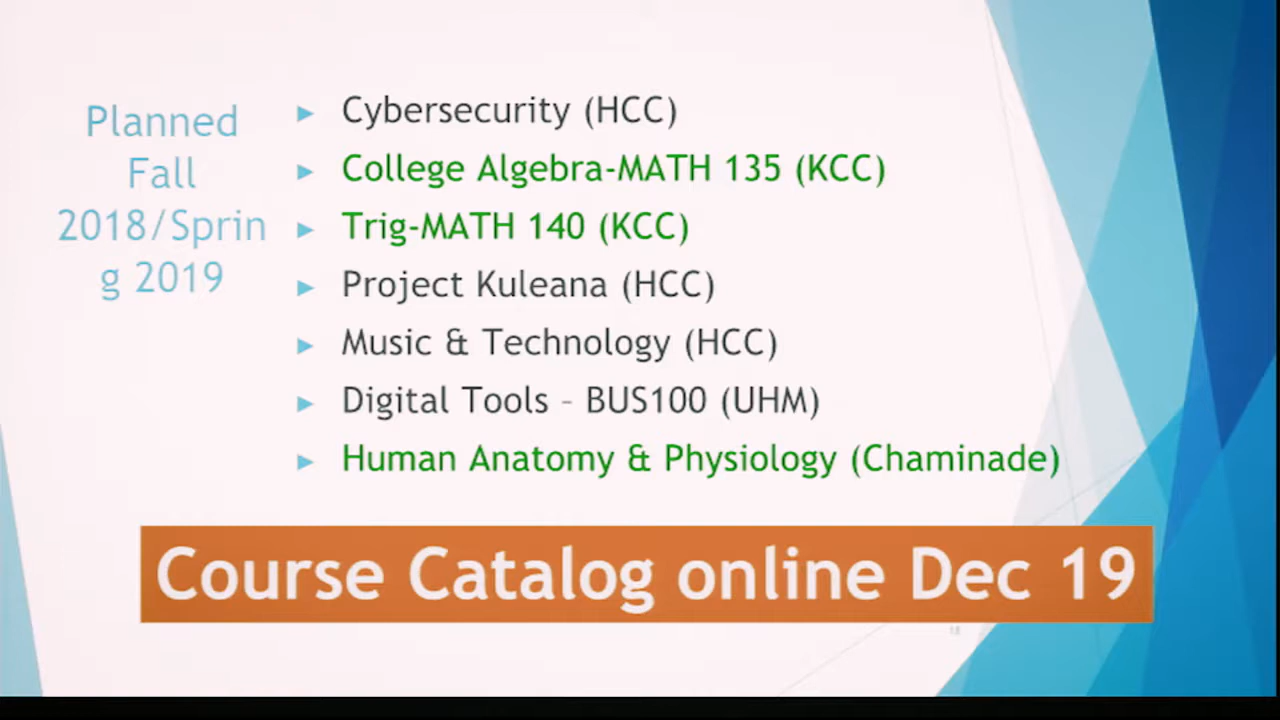 Planned
Fall
2018/Sprin
g 2019
Cybersecurity (HCC)
College Algebra-MATH 135 (KCC)
Trig-MATH 140 (KCC)
Project Kuleana (HCC)
Music & Technology (HCC)
Digital Tools – BUS100 (UHM)
Human Anatomy & Physiology (Chaminade)
Course Catalog online Dec 19